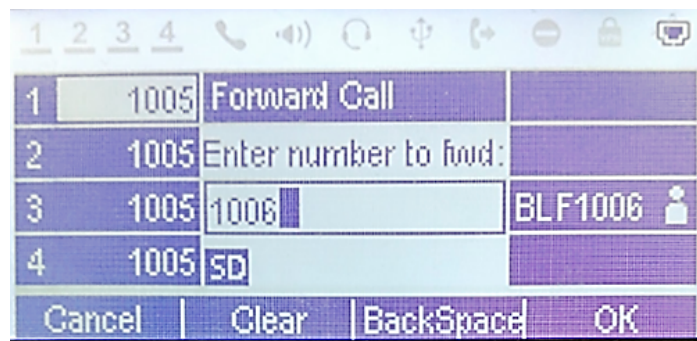 1 2 3 4
1 1005 Forward Call
2 1005 Enter number to fwd:
3 1005 1006 BLF1006
4 1005 SD
Cancel Clear BackSpace OK